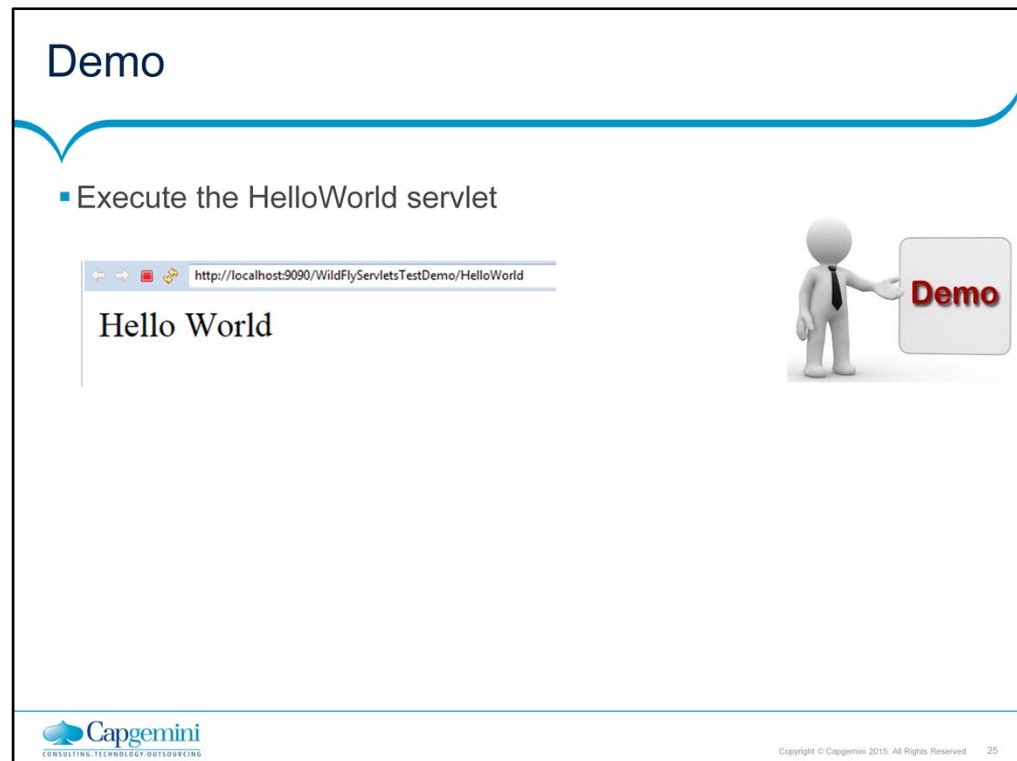 Demo
Execute the HelloWorld servlet
http://localhost:9090/WildFlyServletsTestDemo/HelloWorld
Hello World
Demo
Capgemini
CONSULTING.TECHNOLOGY.OUTSOURCING
Copyright © Capgemini 2015. All Rights Reserved 25